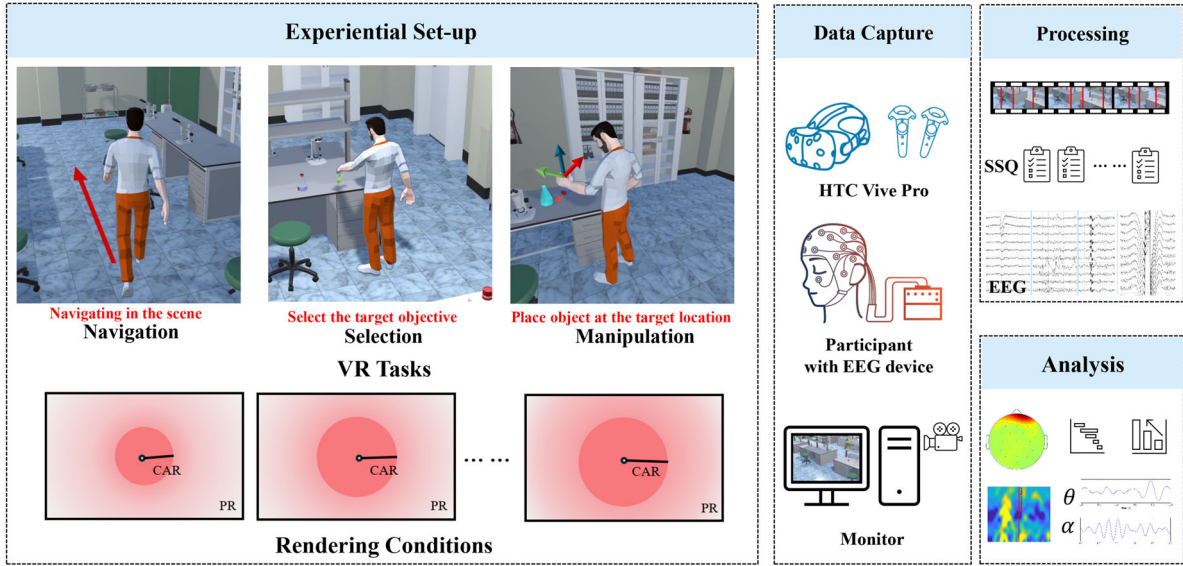 Experiential Set-up
Navigating in the scene
Navigation
Select the target objective
Selection
Place object at the target location
Manipulation
VR Tasks
CAR
PR
CAR
PR
... ...
CAR
PR
Rendering Conditions
Data Capture
HTC Vive Pro
Participant
with EEG device
Monitor
Processing
SSQ
... ...
EEG
Analysis
θ
α